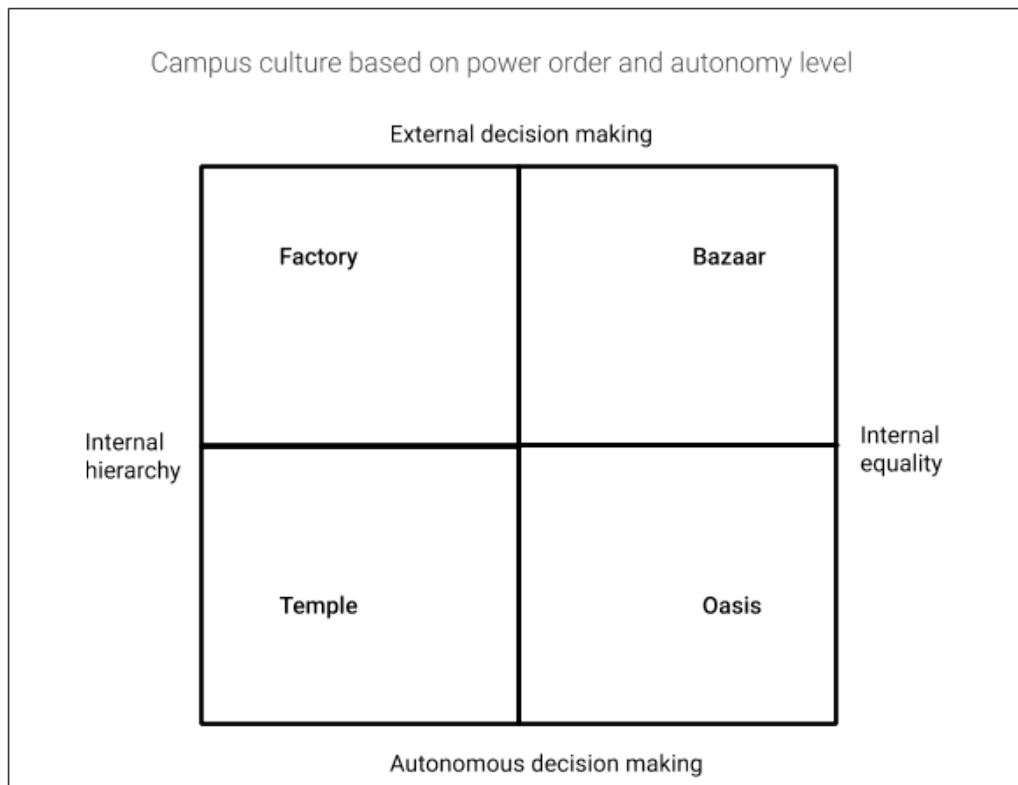 Campus culture based on power order and autonomy level
External decision making
Factory
Bazaar
Internal
hierarchy
Internal
equality
Temple
Oasis
Autonomous decision making